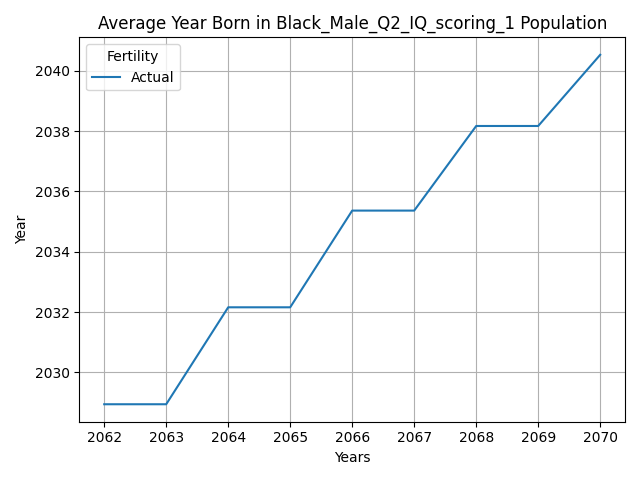 Average Year Born in Black_Male_Q2_IQ_scoring_1 Population
Fertility
Actual
2040
2038
2036
2034
2032
2030
Year
2062 2063 2064 2065 2066 2067 2068 2069 2070
Years